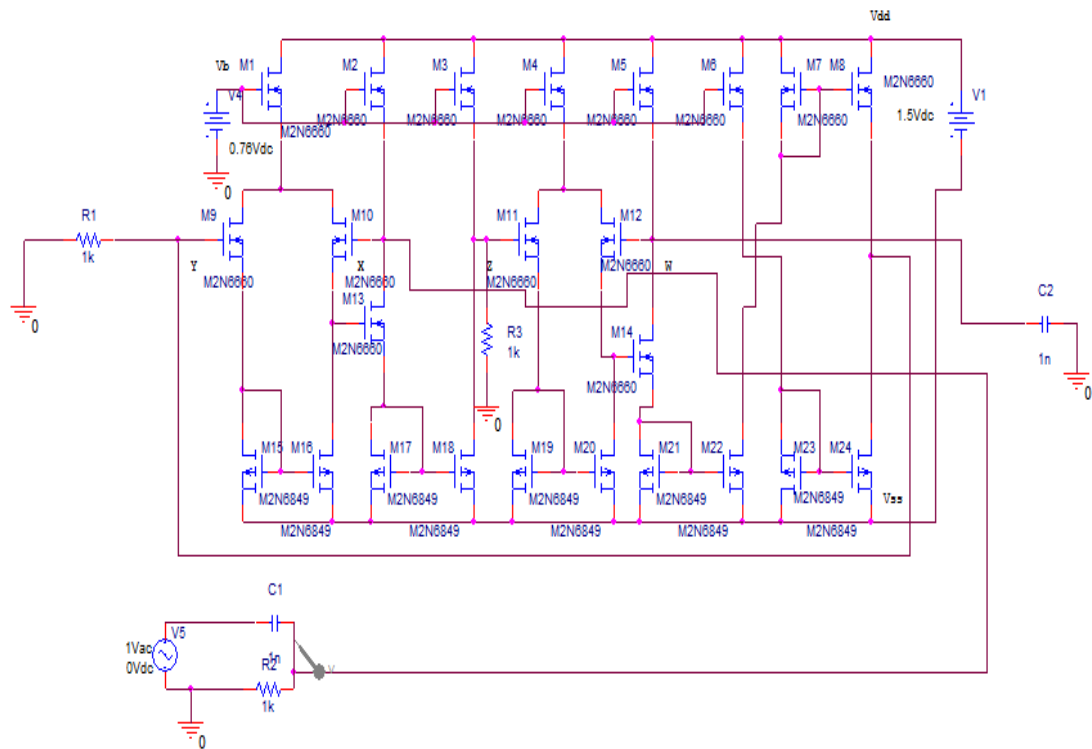 Vdd
Vb M1 M2 M3 M4 M5 M6 M7 M8
M2N6660
V4 V1
M2N6660 M2N6660 M2N6660 M2N6660 M2N6660
0.76Vdc 1.5Vdc
0
R1 M9 M10 M11 M12
1k
Y X Z W
M2N6660 M2N6660 M2N6660 M2N6660
C2
M13 M14
0 R3
M2N6660 1k 1n
M2N6660
0 0
M15 M16 M17 M18 M19 M20 M21 M22 M23 M24
M2N6849 M2N6849 M2N6849 M2N6849 M2N6849 Vss
M2N6849 M2N6849 M2N6849 M2N6849 M2N6849
C1
V5
1Vac 1n
0Vdc R2 V
1k
0